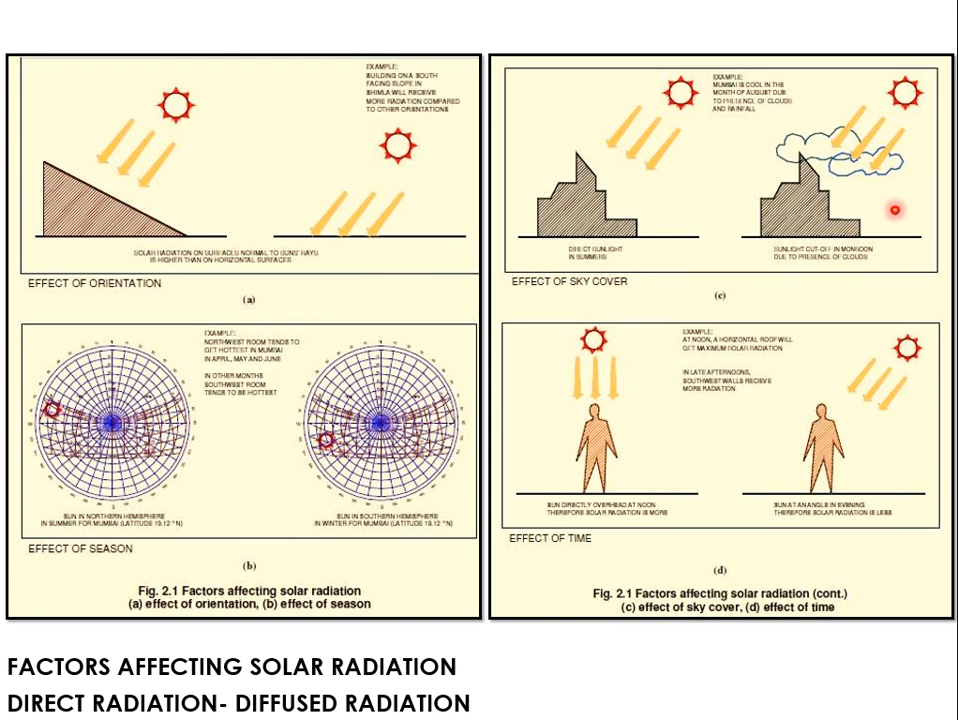 EXAMPLE:
BUILDING ON A SOUTH
FACING SLOPE IN
SHIMLA WILL RECEIVE
MORE RADIATION COMPARED
TO OTHER ORIENTATIONS
SOLAR RADIATION ON SURFACES NORMAL TO SUNS' RAYS
IS HIGHER THAN ON HORIZONTAL SURFACES
EFFECT OF ORIENTATION
(a)
EXAMPLE:
NORTHWEST ROOM TENDS TO
GET HOTTEST IN MUMBAI
IN APRIL, MAY AND JUNE
IN OTHER MONTHS
SOUTHWEST ROOM
TENDS TO BE HOTTEST
SUN IN NORTHERN HEMISPHERE
IN SUMMER FOR MUMBAI (LATITUDE 19.12 ° N)
SUN IN SOUTHERN HEMISPHERE
IN WINTER FOR MUMBAI (LATITUDE 19.12 °N)
EFFECT OF SEASON
(b)
Fig. 2.1 Factors affecting solar radiation
(a) effect of orientation, (b) effect of season
EXAMPLE:
MUMBAI IS COOL IN THE
MONTH OF AUGUST DUE
TO PRESENCE OF CLOUDS
AND RAINFALL
DIRECT SUNLIGHT
IN SUMMERS
SUNLIGHT CUT-OFF IN MONSOON
DUE TO PRESENCE OF CLOUDS
EFFECT OF SKY COVER
(c)
EXAMPLE:
AT NOON, A HORIZONTAL ROOF WILL
GET MAXIMUM SOLAR RADIATION
IN LATE AFTERNOONS,
SOUTHWEST WALLS RECIEVE
MORE RADIATION
SUN DIRECTLY OVERHEAD AT NOON
THEREFORE SOLAR RADIATION IS MORE
SUN AT AN ANGLE IN EVENING
THEREFORE SOLAR RADIATION IS LESS
EFFECT OF TIME
(d)
Fig. 2.1 Factors affecting solar radiation (cont.)
(c) effect of sky cover, (d) effect of time
FACTORS AFFECTING SOLAR RADIATION
DIRECT RADIATION- DIFFUSED RADIATION